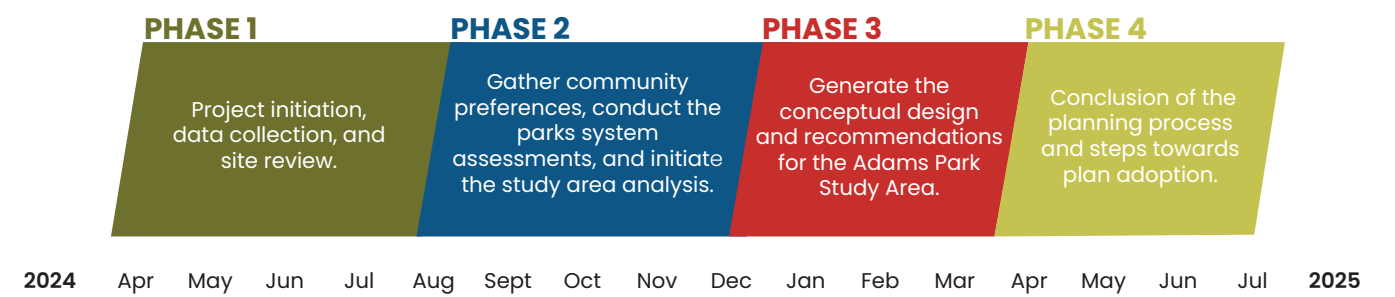 PHASE 1
Project initiation,
data collection, and
site review.
PHASE 2
Gather community
preferences, conduct the
parks system
assessments, and initiate
the study area analysis.
PHASE 3
Generate the
conceptual design
and recommendations
for the Adams Park
Study Area.
PHASE 4
Conclusion of the
planning process
and steps towards
plan adoption.
2024 Apr May Jun Jul Aug Sept Oct Nov Dec Jan Feb Mar Apr May Jun Jul 2025